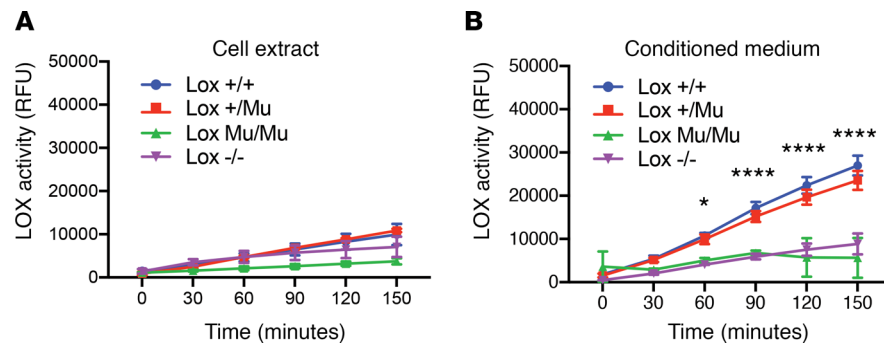 A
Cell extract
LOX activity (RFU)
50000
40000
30000
20000
10000
0
Lox +/+
Lox +/Mu
Lox Mu/Mu
Lox -/-
0 30 60 90 120 150
Time (minutes)
B
Conditioned medium
LOX activity (RFU)
50000
40000
30000
20000
10000
0
Lox +/+
Lox +/Mu
Lox Mu/Mu
Lox -/-
* **** **** ****
0 30 60 90 120 150
Time (minutes)